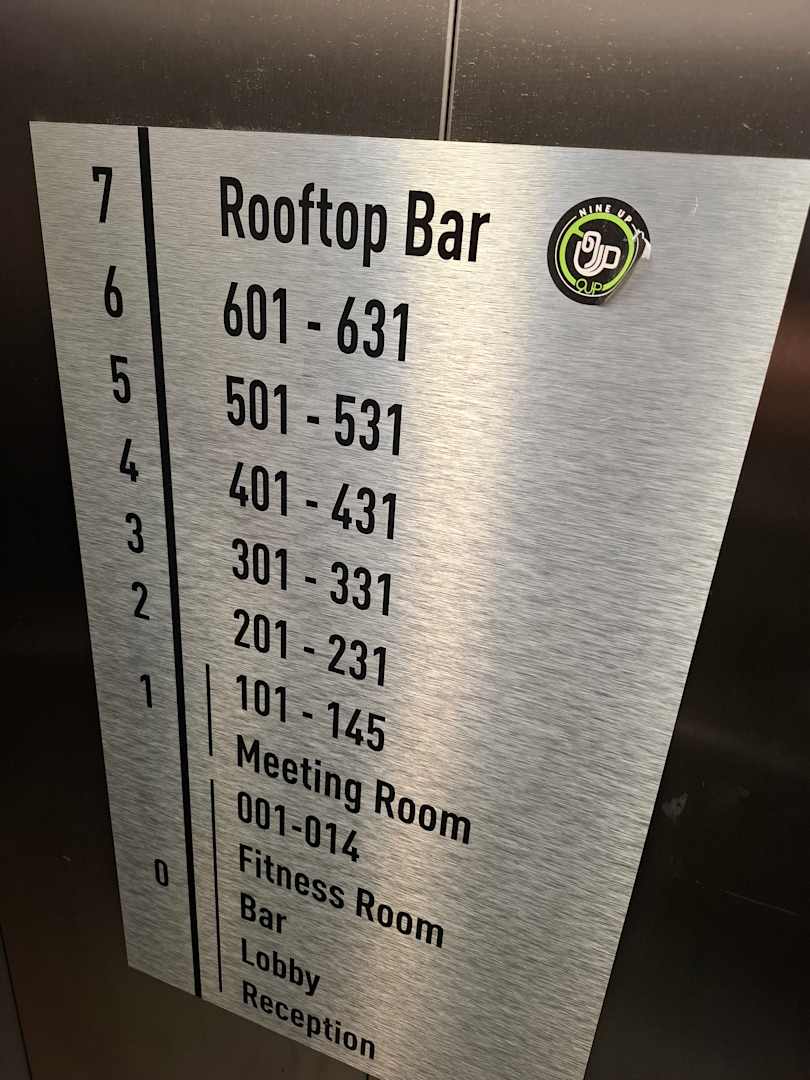 7 Rooftop Bar
NINE UP
9UP
6 601 - 631
5 501 - 531
4 401 - 431
3 301 - 331
2 201 - 231
1 101 - 145
Meeting Room
001-014
0 Fitness Room
Bar
Lobby
Reception